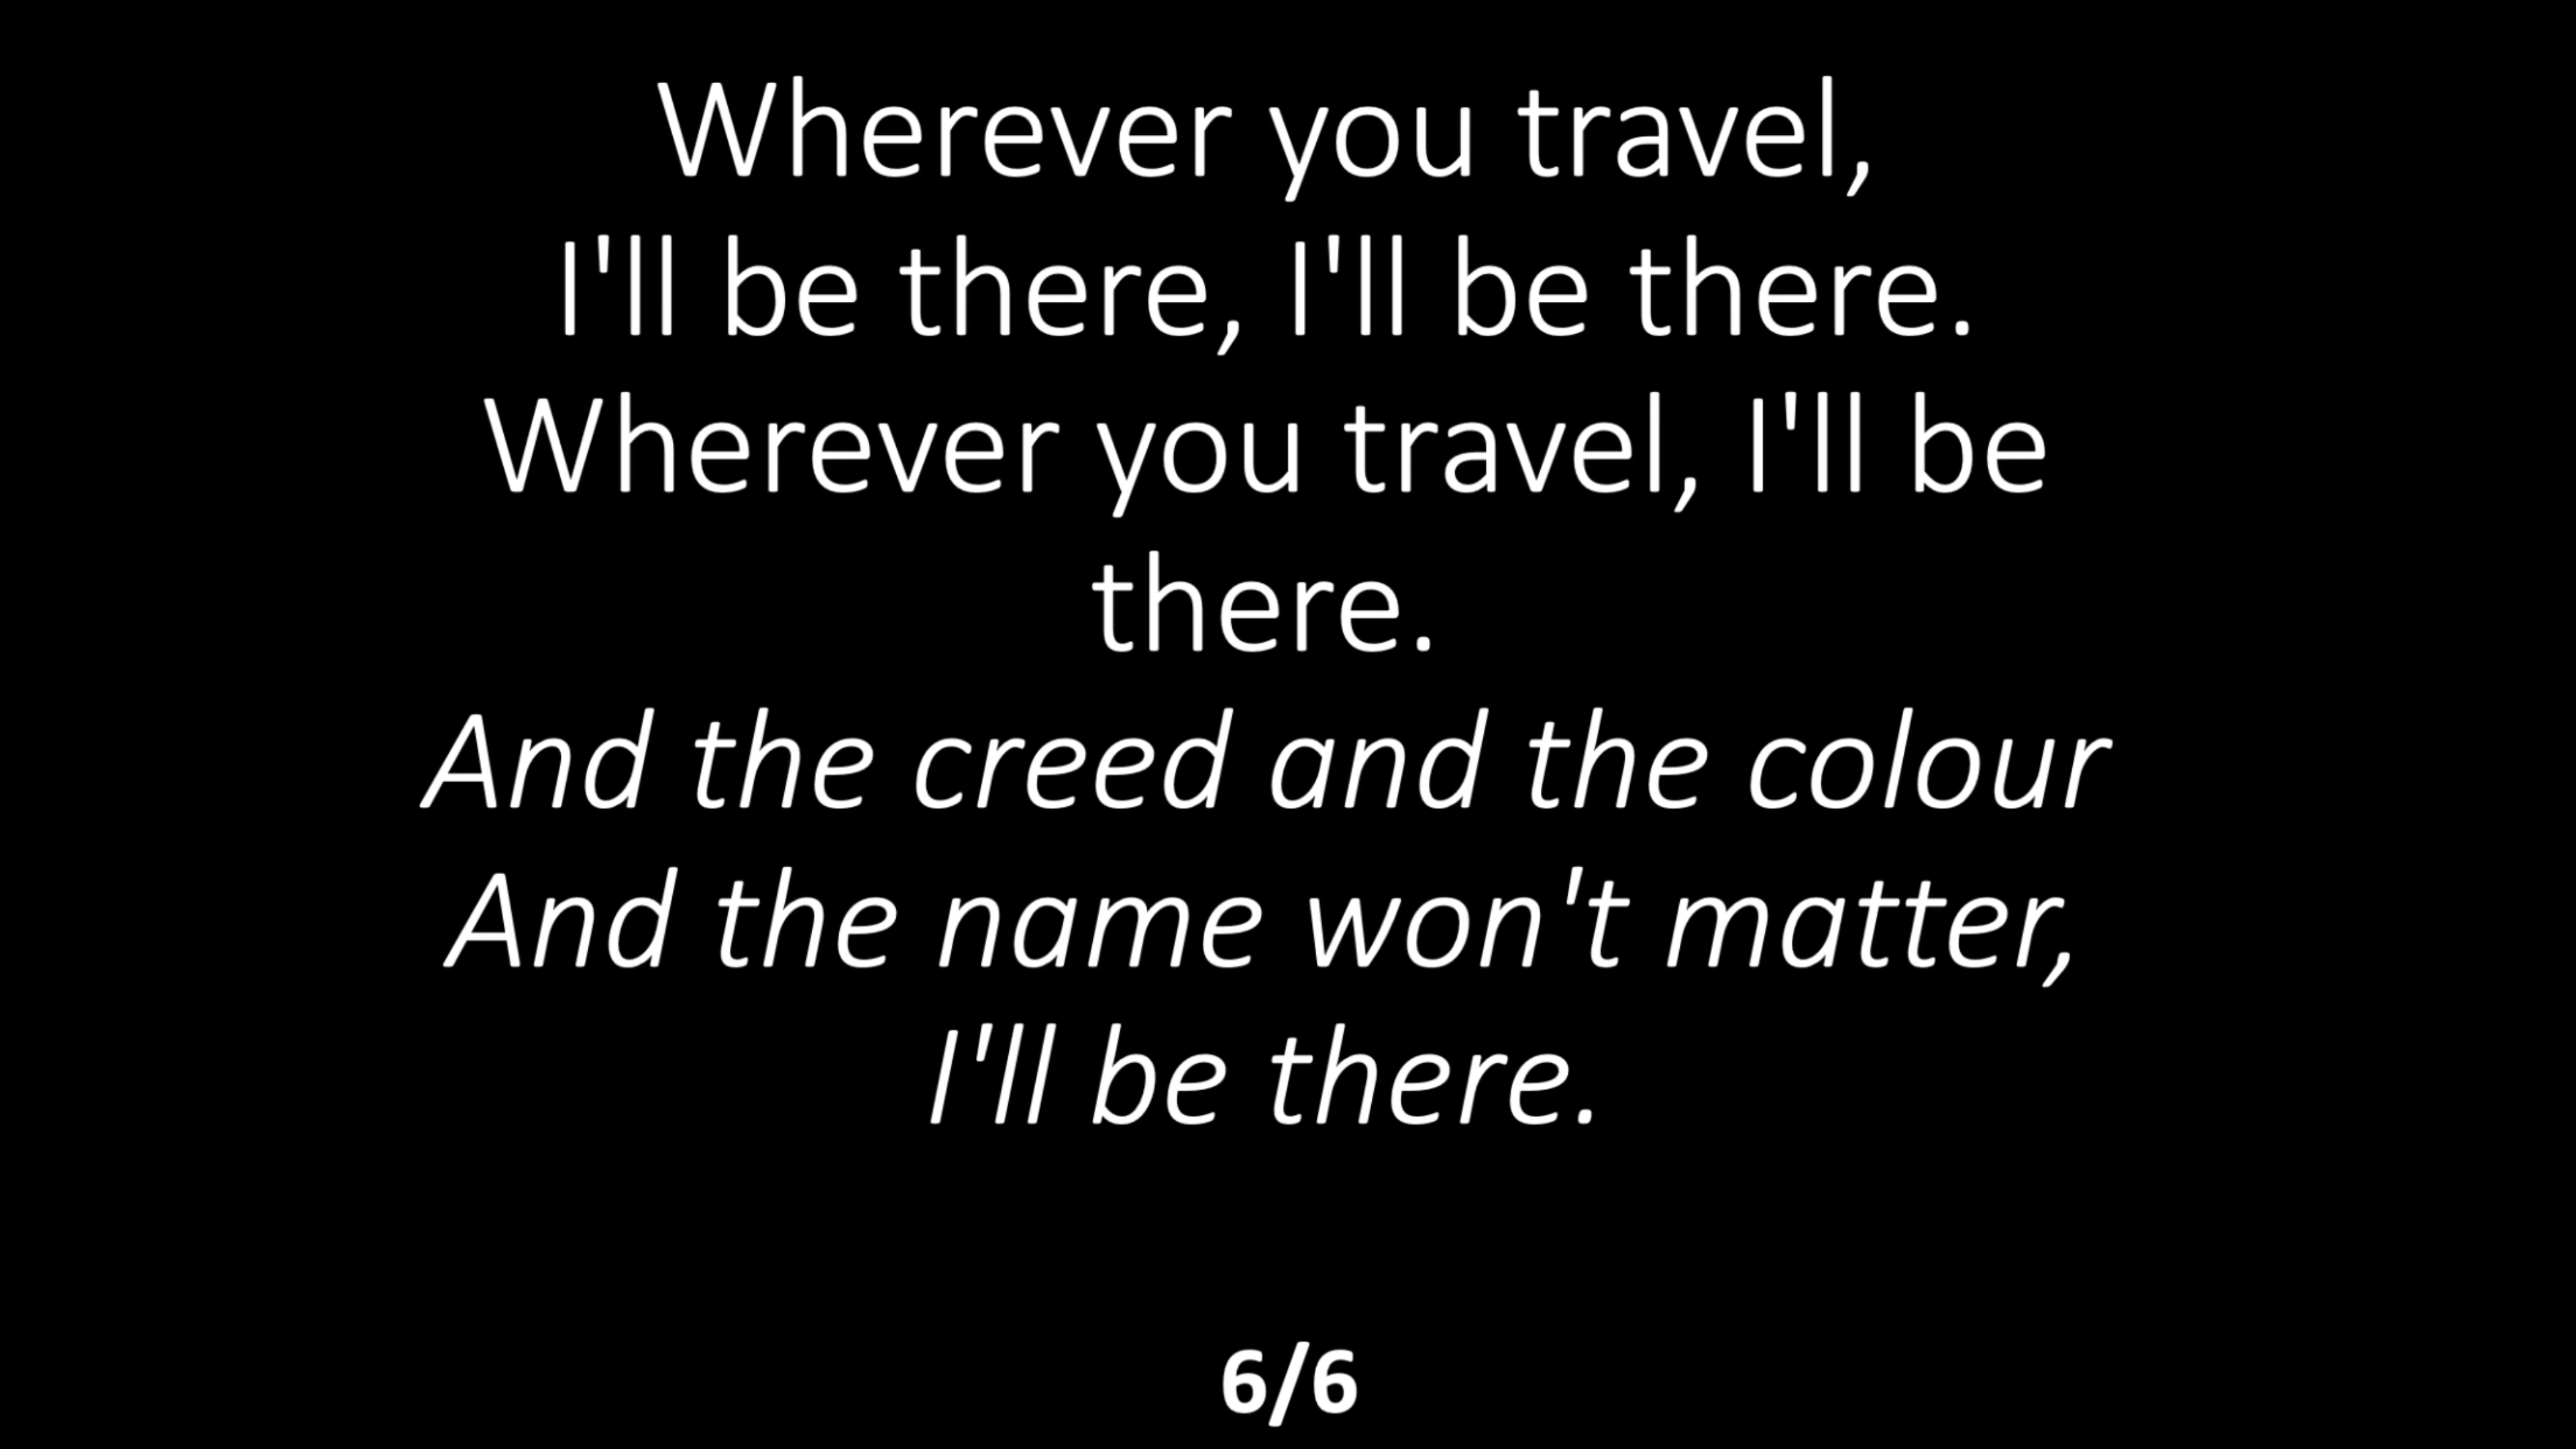 Wherever you travel,
I'll be there, I'll be there.
Wherever you travel, I'll be
there.
And the creed and the colour
And the name won't matter,
I'll be there.
6/6